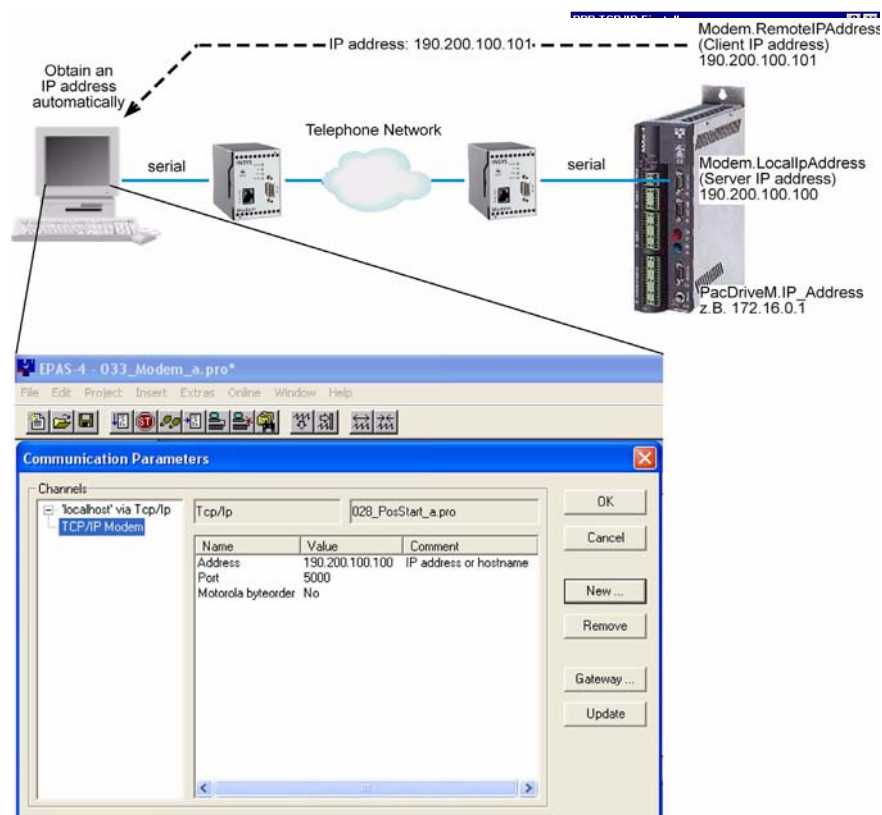 IP address: 190.200.100.101
Modem.RemoteIPAddress
(Client IP address)
190.200.100.101
Obtain an
IP address
automatically
serial
Telephone Network
serial
INSYS
Modem
INSYS
Modem
Modem.LocalIpAddress
(Server IP address)
190.200.100.100
PacDriveM.IP_Address
z.B. 172.16.0.1
EPAS-4 - 033_Modem_a.pro*
File Edit Project Insert Extras Online Window Help
Communication Parameters
Channels
'localhost' via Tcp/Ip
TCP/IP Modem
Tcp/Ip
028_PosStart_a.pro
Name Value Comment
Address 190.200.100.100 IP address or hostname
Port 5000
Motorola byteorder No
OK
Cancel
New ...
Remove
Gateway ...
Update